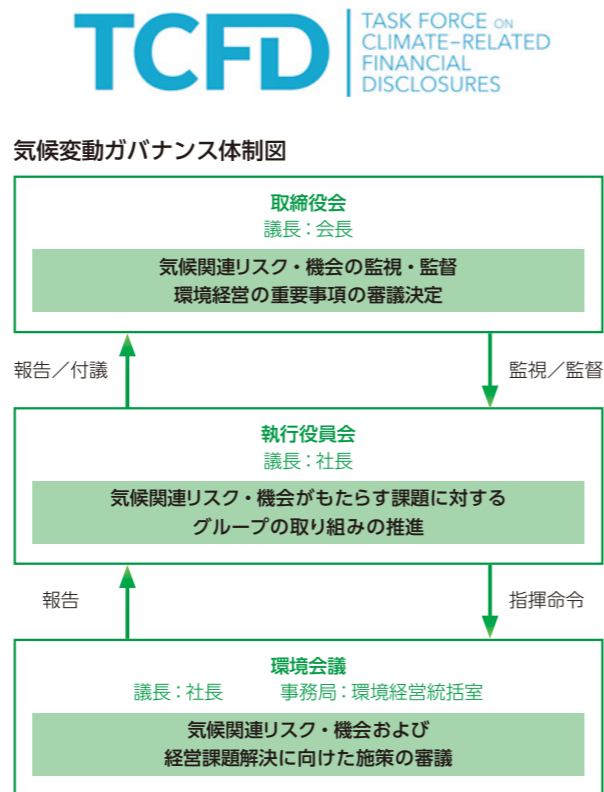 TCFD
TASK FORCE ON
CLIMATE-RELATED
FINANCIAL
DISCLOSURES
気候変動ガバナンス体制図
取締役会
議長：会長
気候関連リスク・機会の監視・監督
環境経営の重要事項の審議決定
報告／付議
監視／監督
執行役員会
議長：社長
気候関連リスク・機会がもたらす課題に対する
グループの取り組みの推進
報告
指揮命令
環境会議
議長：社長 事務局：環境経営統括室
気候関連リスク・機会および
経営課題解決に向けた施策の審議